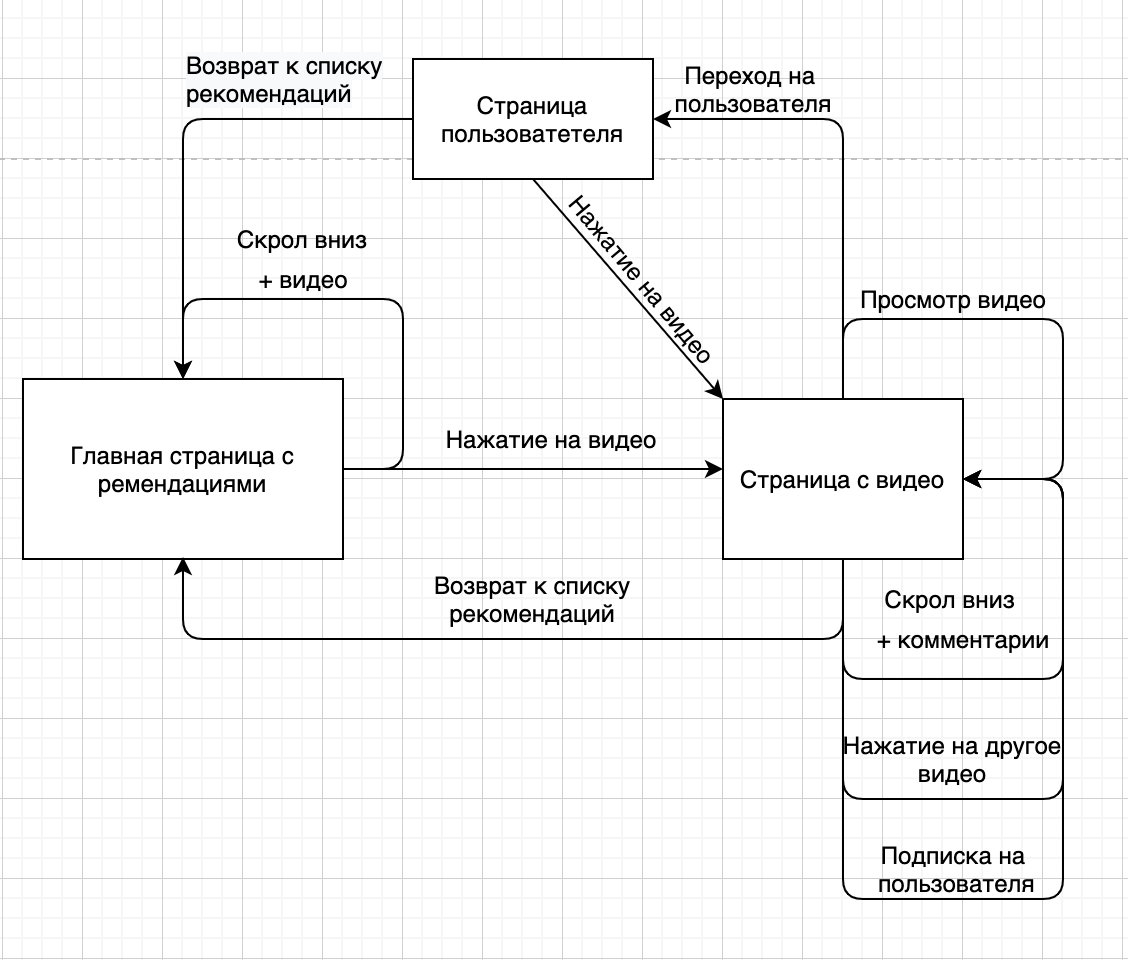 Возврат к списку
рекомендаций
Страница
пользоватетеля
Переход на
пользователя
Нажатие на видео
Скрол вниз
+ видео
Просмотр видео
Главная страница с
ремендациями
Нажатие на видео
Страница с видео
Возврат к списку
рекомендаций
Скрол вниз
+ комментарии
Нажатие на другое
видео
Подписка на
пользователя